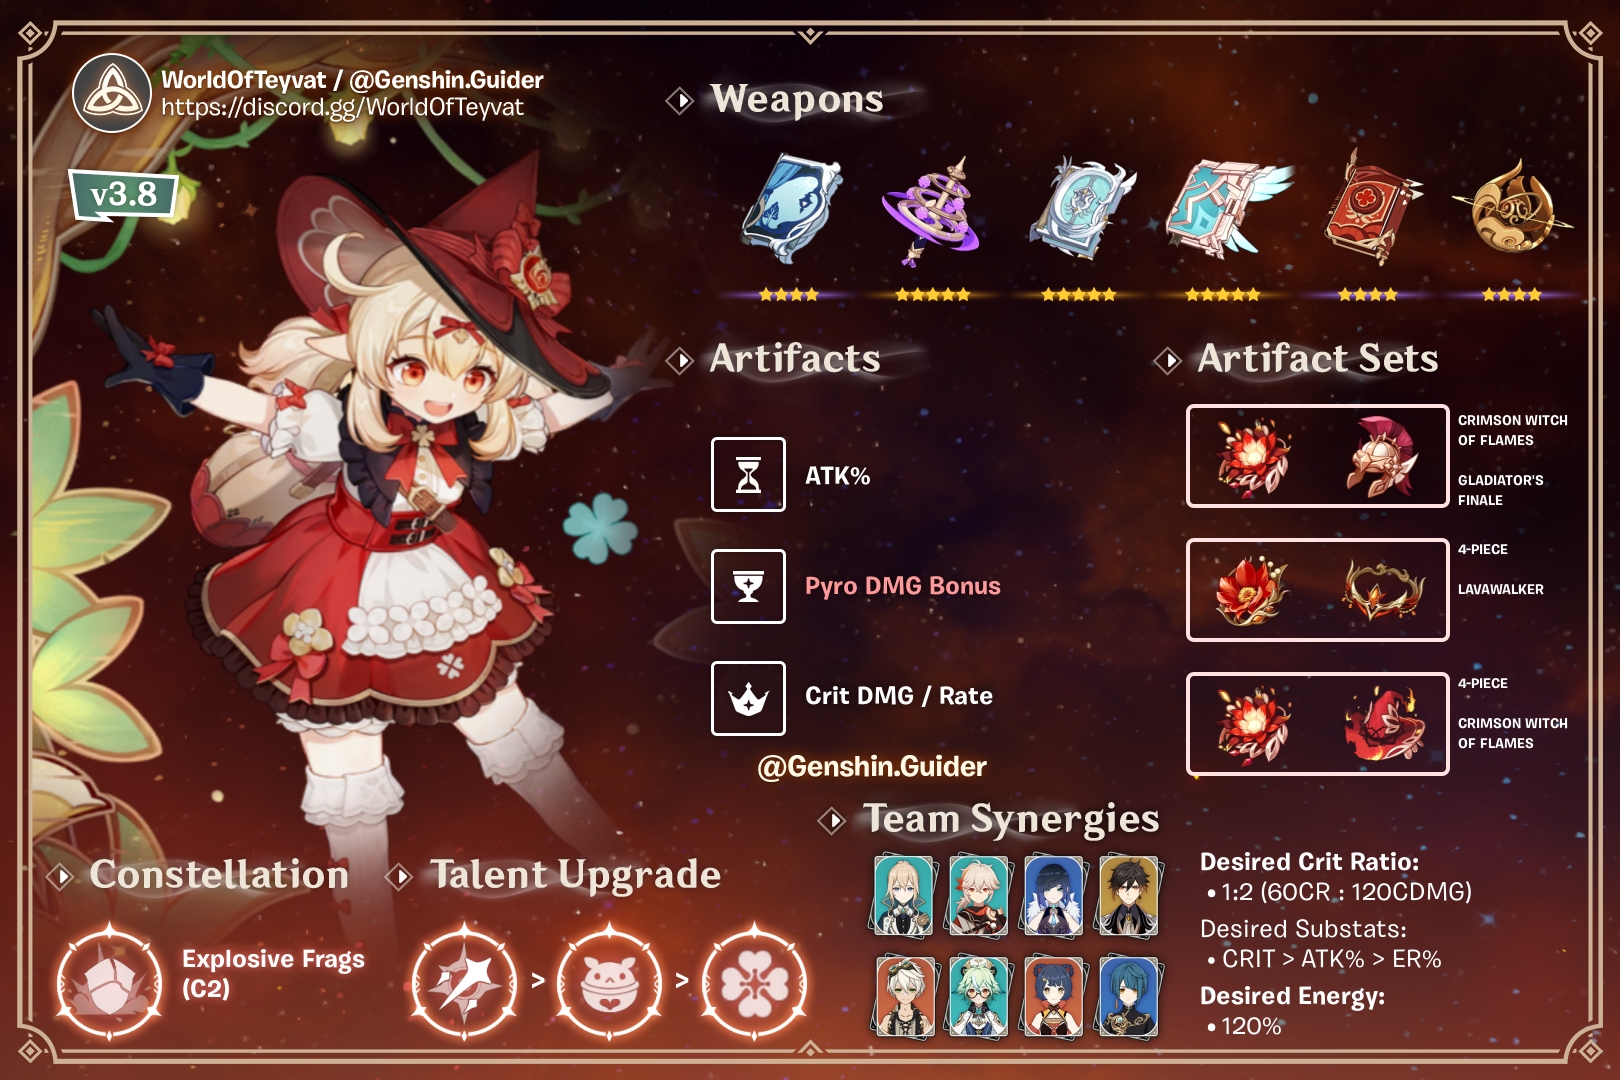 WorldOfTeyvat / @Genshin.Guider
https://discord.gg/WorldOfTeyvat
v3.8
Weapons
Artifacts
ATK%
Pyro DMG Bonus
Crit DMG / Rate
@Genshin.Guider
Artifact Sets
CRIMSON WITCH
OF FLAMES
GLADIATOR'S
FINALE
4-PIECE
LAVAWALKER
4-PIECE
CRIMSON WITCH
OF FLAMES
Constellation
Explosive Frags
(C2)
Talent Upgrade
> >
Team Synergies
Desired Crit Ratio:
• 1:2 (60CR : 120CDMG)
Desired Substats:
• CRIT > ATK% > ER%
Desired Energy:
• 120%